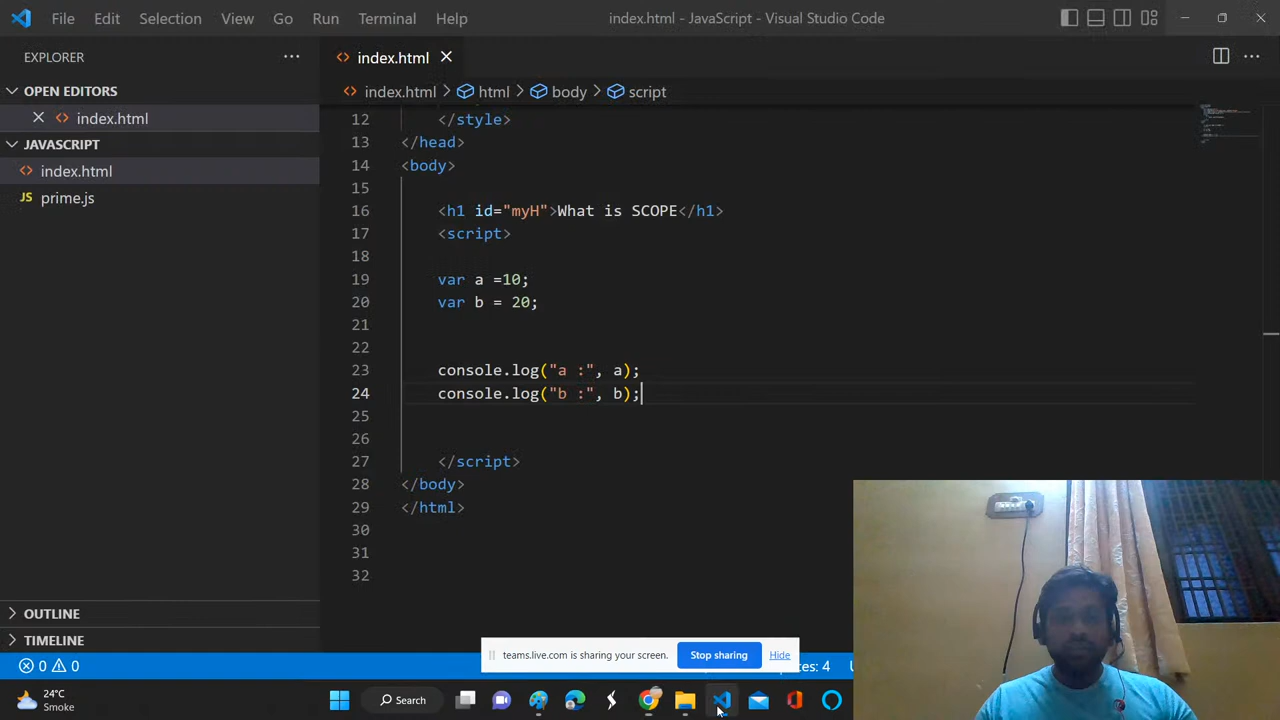 File Edit Selection View Go Run Terminal Help
index.html - JavaScript - Visual Studio Code
EXPLORER
index.html
OPEN EDITORS
index.html > html > body > script
index.html
JAVASCRIPT
index.html
JS prime.js
12 </style>
13 </head>
14 <body>
15
16 <h1 id="myH">What is SCOPE</h1>
17 <script>
18
19 var a =10;
20 var b = 20;
21
22
23 console.log("a :", a);
24 console.log("b :", b);
25
26
27 </script>
28 </body>
29 </html>
30
31
32
OUTLINE
TIMELINE
teams.live.com is sharing your screen. Stop sharing Hide
0 0
: 4
24°C
Smoke
Search